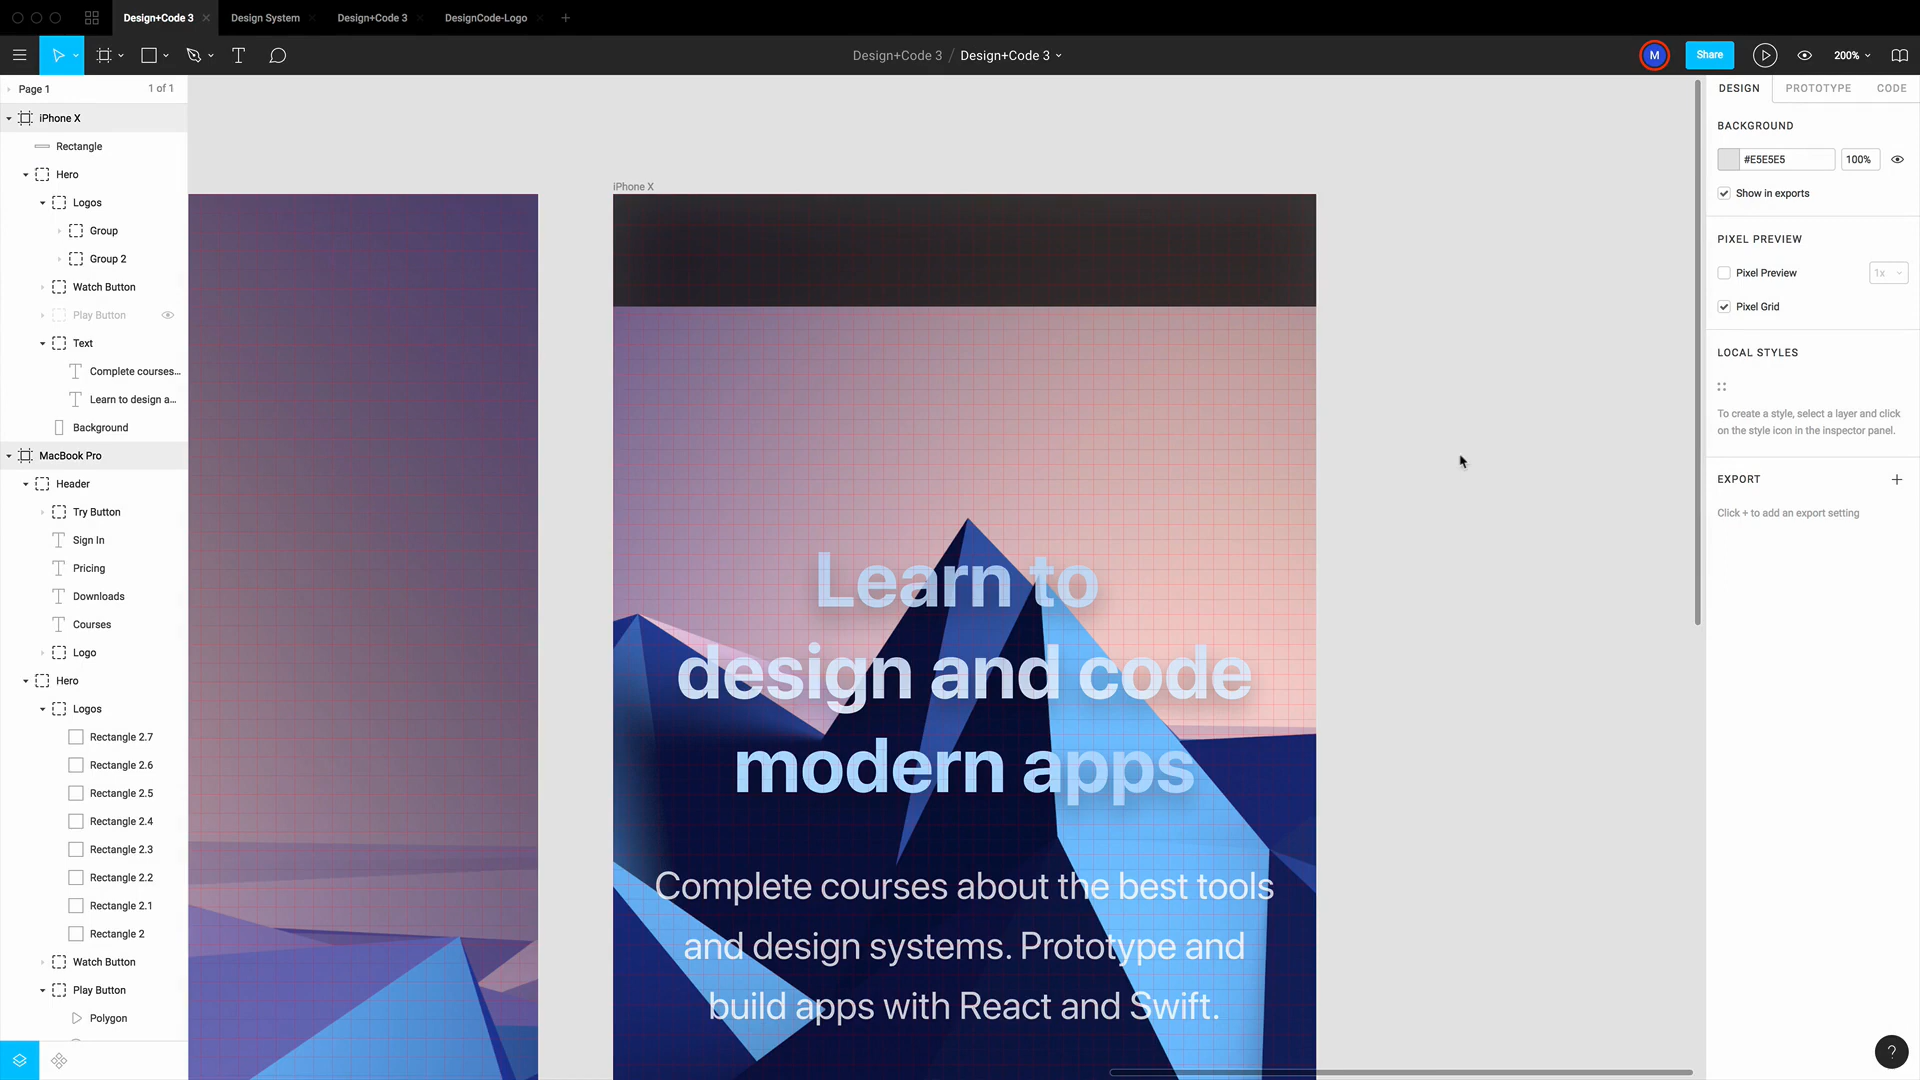 Design+Code 3
Design System
Design+Code 3
DesignCode-Logo
Design+Code 3 / Design+Code 3
M
Share
200%
Page 1
1 of 1
iPhone X
Rectangle
Hero
Logos
Group
Group 2
Watch Button
Play Button
Text
Complete courses...
Learn to design a...
Background
MacBook Pro
Header
Try Button
Sign In
Pricing
Downloads
Courses
Logo
Hero
Logos
Rectangle 2.7
Rectangle 2.6
Rectangle 2.5
Rectangle 2.4
Rectangle 2.3
Rectangle 2.2
Rectangle 2.1
Rectangle 2
Watch Button
Play Button
Polygon
iPhone X
Learn to
design and code
modern apps
Complete courses about the best tools
and design systems. Prototype and
build apps with React and Swift.
DESIGN
PROTOTYPE
CODE
BACKGROUND
#E5E5E5
100%
Show in exports
PIXEL PREVIEW
Pixel Preview
1x
Pixel Grid
LOCAL STYLES
To create a style, select a layer and click
on the style icon in the inspector panel.
EXPORT
Click + to add an export setting
?